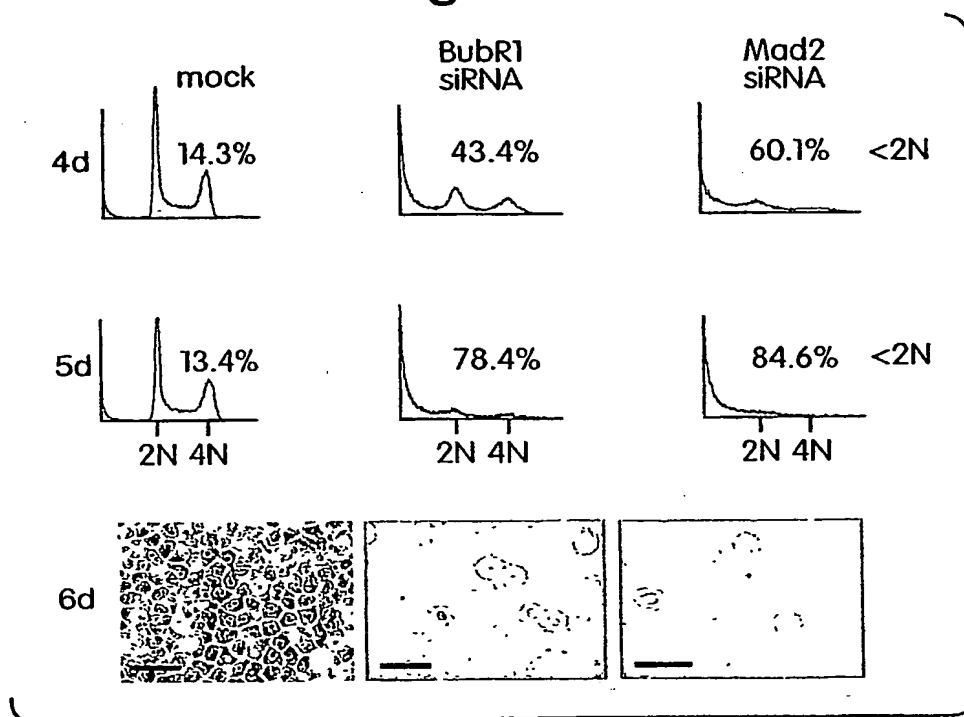 g
mock
BubR1
siRNA
Mad2
siRNA
4d
14.3%
43.4%
60.1%
<2N
5d
13.4%
78.4%
84.6%
<2N
2N 4N
2N 4N
2N 4N
6d